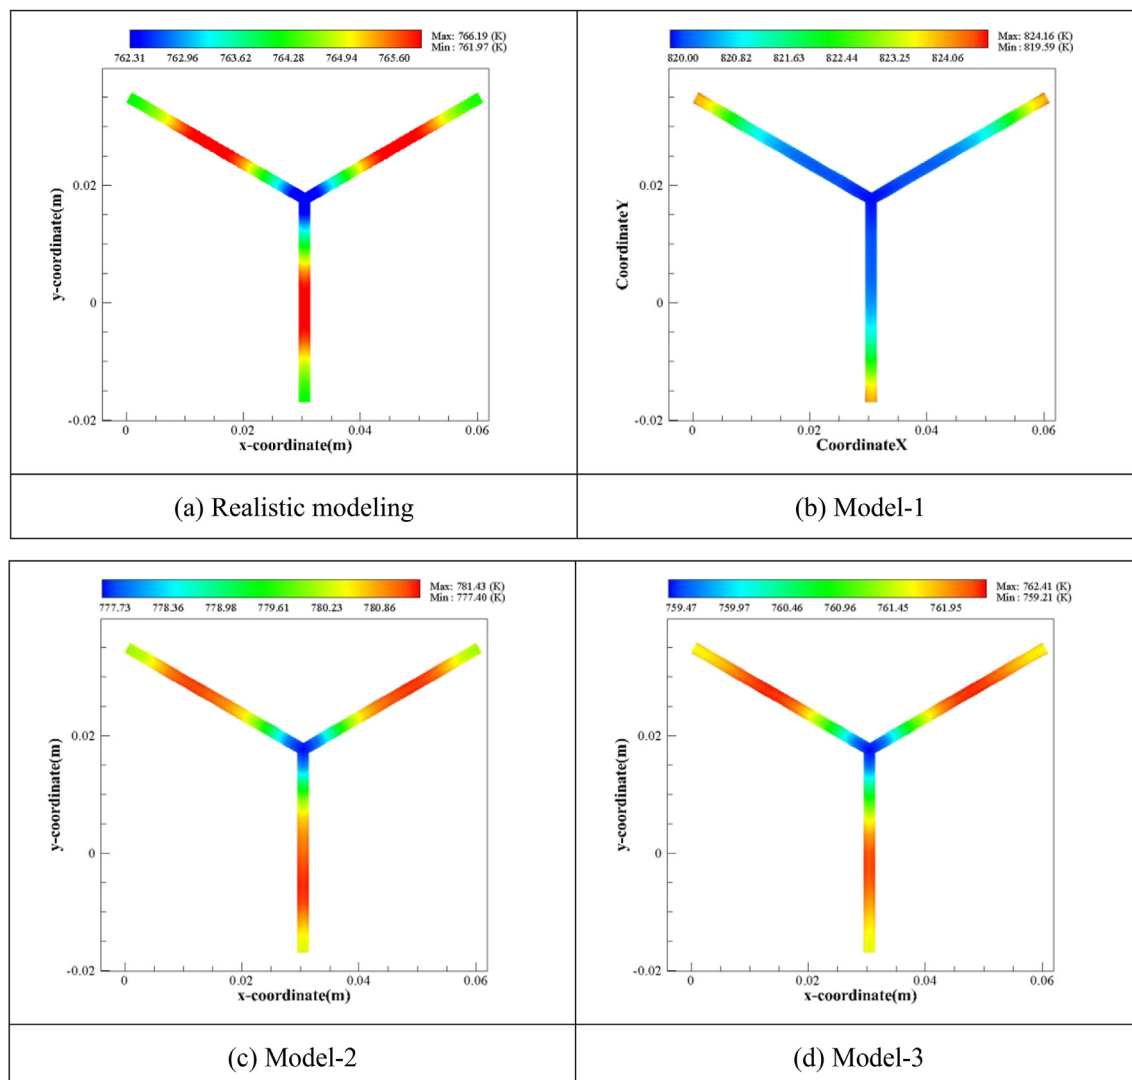 Max: 766.19 (K)
Min : 761.97 (K)
762.31 762.96 763.62 764.28 764.94 765.60
y-coordinate(m)
0.02
0
-0.02
0 0.02 0.04 0.06
x-coordinate(m)
(a) Realistic modeling
Max: 824.16 (K)
Min : 819.59 (K)
820.00 820.82 821.63 822.44 823.25 824.06
CoordinateY
0.02
0
-0.02
0 0.02 0.04 0.06
CoordinateX
(b) Model-1
Max: 781.43 (K)
Min : 777.40 (K)
777.73 778.36 778.98 779.61 780.23 780.86
y-coordinate(m)
0.02
0
-0.02
0 0.02 0.04 0.06
x-coordinate(m)
(c) Model-2
Max: 762.41 (K)
Min : 759.21 (K)
759.47 759.97 760.46 760.96 761.45 761.95
y-coordinate(m)
0.02
0
-0.02
0 0.02 0.04 0.06
x-coordinate(m)
(d) Model-3